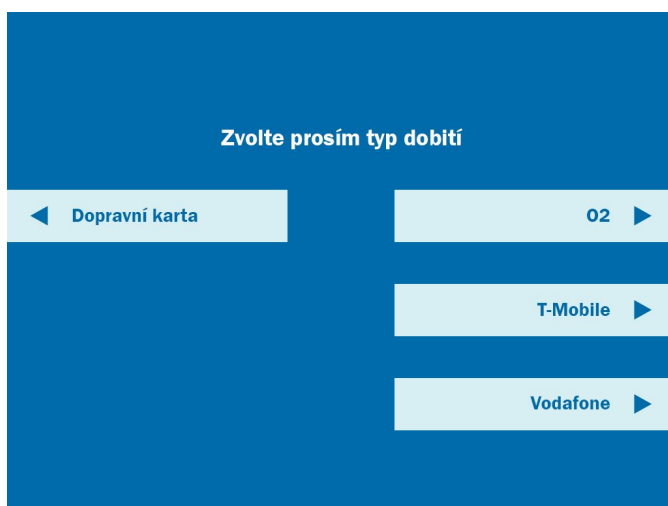 Zvolte prosím typ dobití
Dopravní karta
O2
T-Mobile
Vodafone